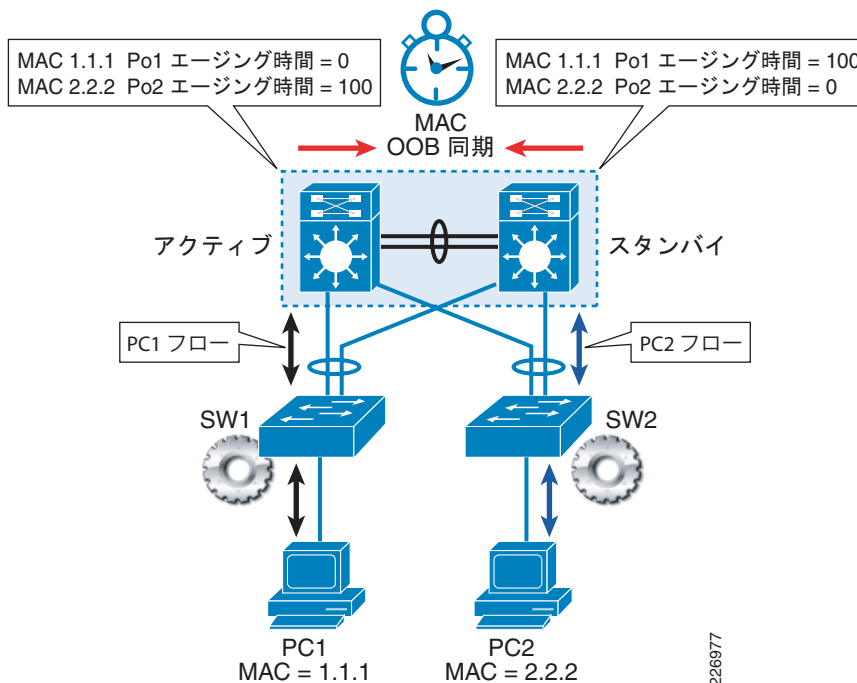 MAC 1.1.1 Po1 エージング時間 = 0
MAC 2.2.2 Po2 エージング時間 = 100
MAC 1.1.1 Po1 エージング時間 = 100
MAC 2.2.2 Po2 エージング時間 = 0
MAC
OOB 同期
アクティブ
スタンバイ
PC1 フロー
PC2 フロー
SW1
SW2
PC1
MAC = 1.1.1
PC2
MAC = 2.2.2
226977